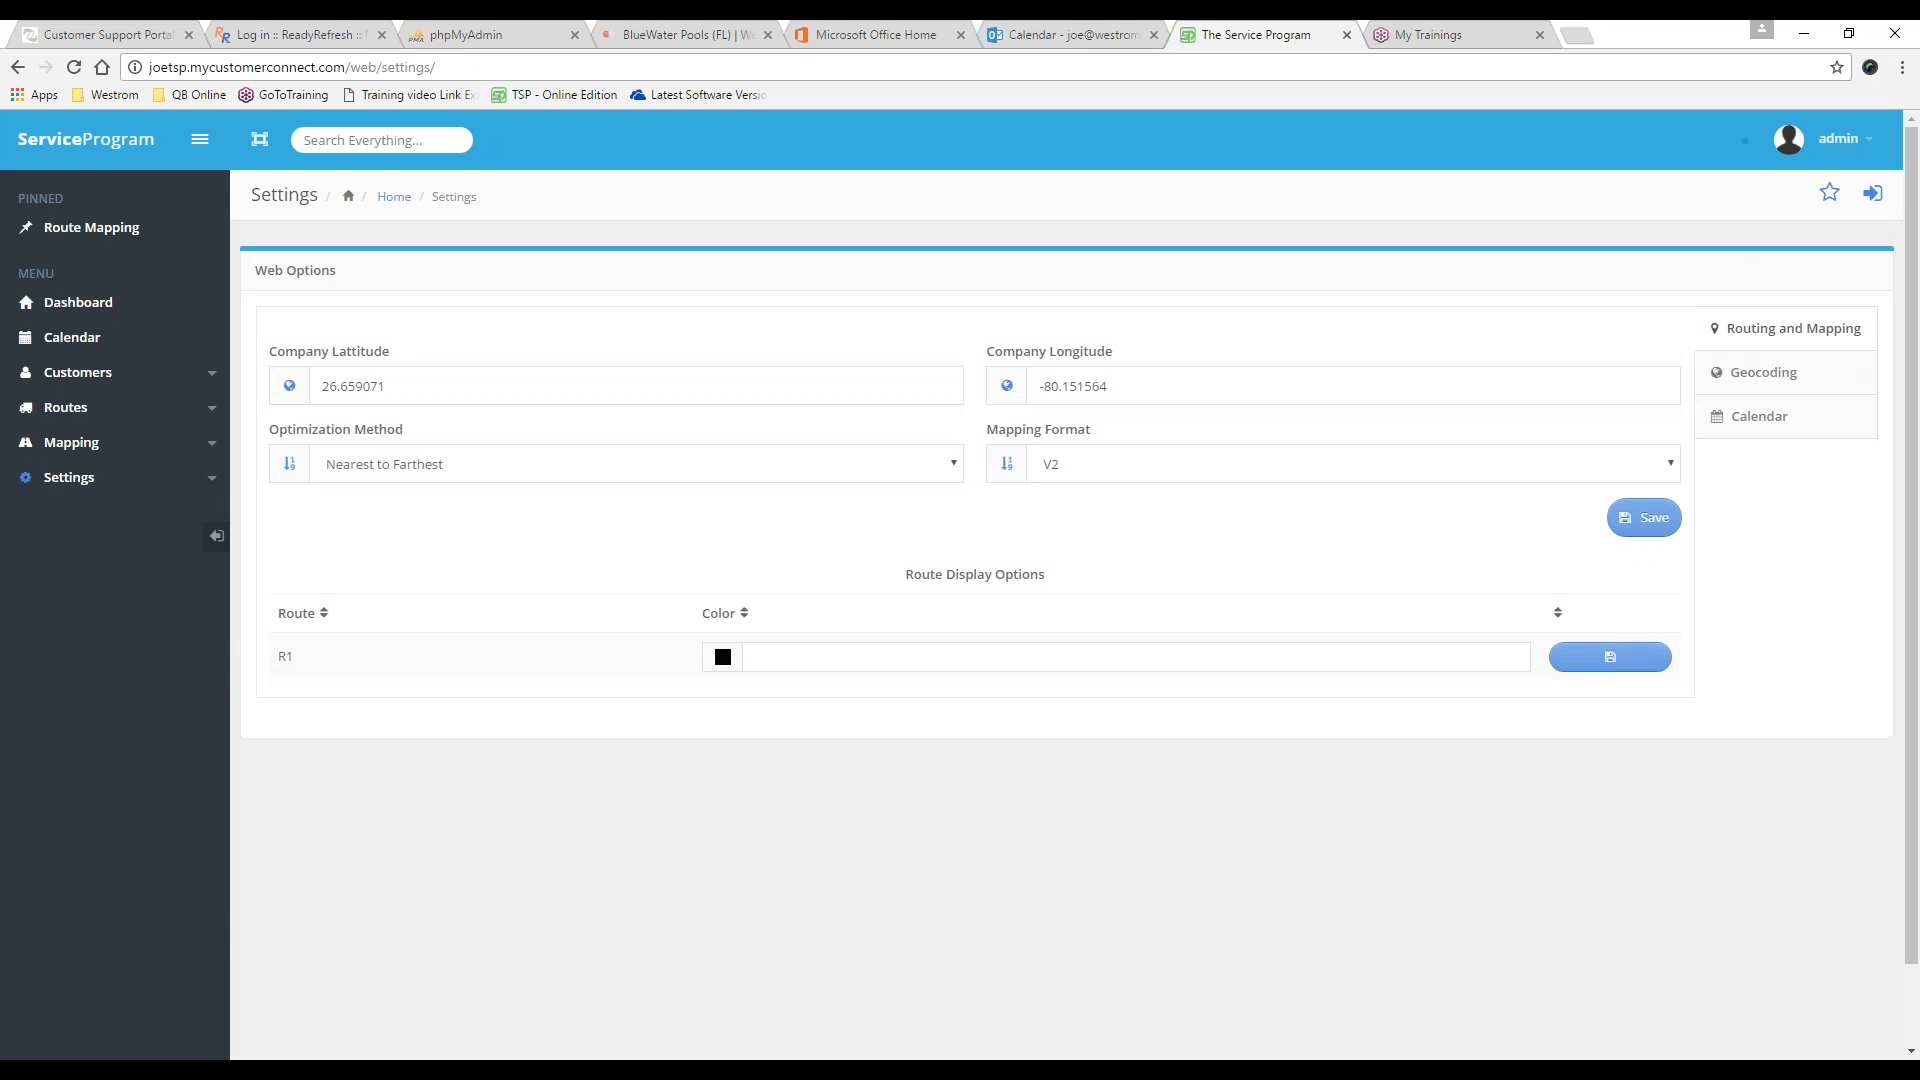 Customer Support Porta
Log in :: ReadyRefresh ::
phpMyAdmin
BlueWater Pools (FL) | We
Microsoft Office Home
Calendar - joe@westrom
The Service Program
My Trainings
joetsp.mycustomerconnect.com/web/settings/
Apps
Westrom
QB Online
GoToTraining
Training video Link Ex
TSP - Online Edition
Latest Software Versio
ServiceProgram
Search Everything...
admin
Settings / / Home / Settings
PINNED
Route Mapping
MENU
Dashboard
Calendar
Customers
Routes
Mapping
Settings
Web Options
Routing and Mapping
Geocoding
Calendar
Company Lattitude
Company Longitude
26.659071
-80.151564
Optimization Method
Mapping Format
Nearest to Farthest
V2
Save
Route Display Options
Route
Color
R1